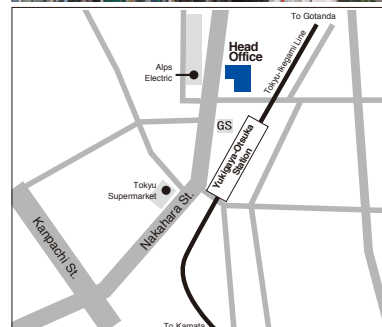 To Gotanda
Head
Office
Alps
Electric
Tokyu-Ikegami Line
GS
Yukigaya-Otsuka
Station
Tokyu
Supermarket
Nakahara St.
Kanpachi St.
To Kamata